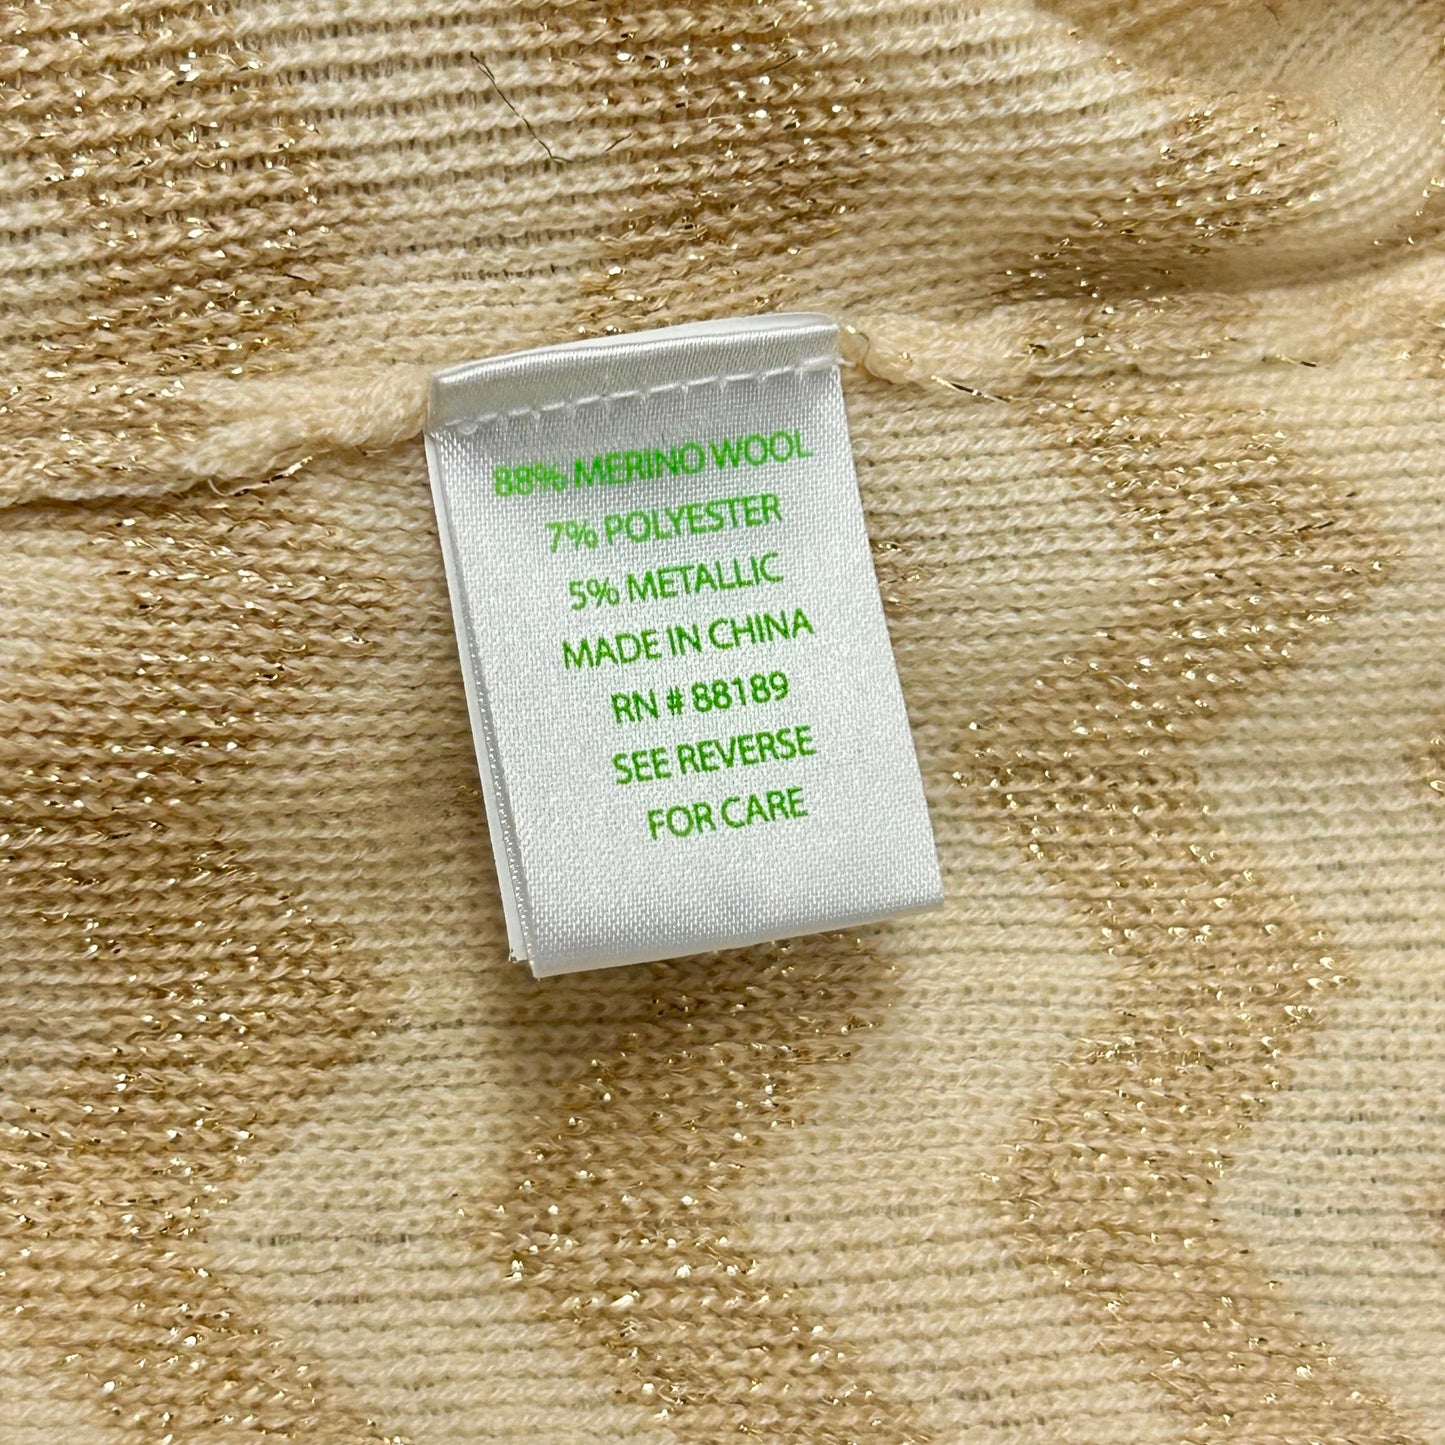 88% MERINO WOOL
7% POLYESTER
5% METALLIC
MADE IN CHINA
RN # 88189
SEE REVERSE
FOR CARE